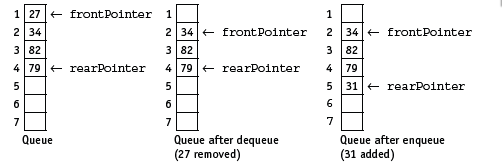 1 27 ← frontPointer
2 34
3 82
4 79 ← rearPointer
5
6
7
Queue
1
2 34 ← frontPointer
3 82
4 79 ← rearPointer
5
6
7
Queue after dequeue
(27 removed)
1
2 34 ← frontPointer
3 82
4 79
5 31 ← rearPointer
6
7
Queue after enqueue
(31 added)